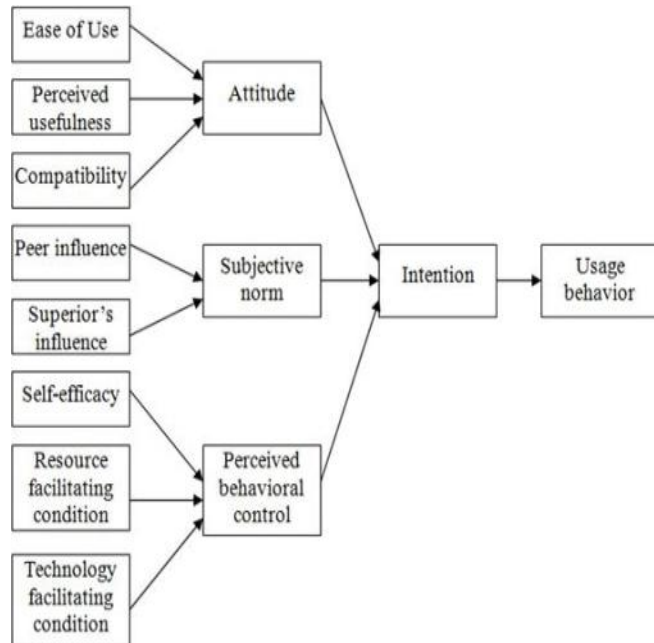 Ease of Use
Perceived
usefulness
Compatibility
Peer influence
Superior's
influence
Self-efficacy
Resource
facilitating
condition
Technology
facilitating
condition
Attitude
Subjective
norm
Perceived
behavioral
control
Intention
Usage
behavior